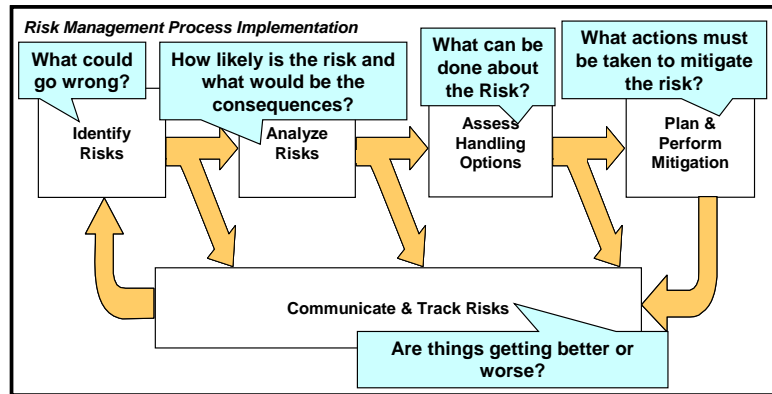 Risk Management Process Implementation
What could
go wrong?
How likely is the risk and
what would be the
consequences?
What can be
done about
the Risk?
What actions must
be taken to mitigate
the risk?
Identify
Risks
Analyze
Risks
Assess
Handling
Options
Plan &
Perform
Mitigation
Communicate & Track Risks
Are things getting better or
worse?